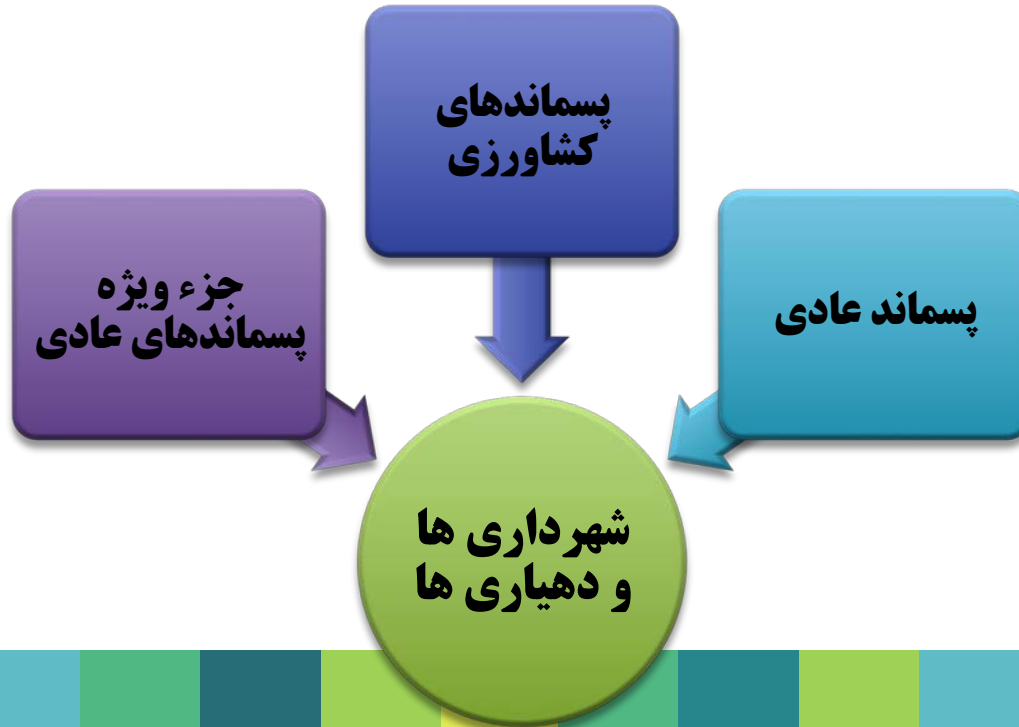 پسماندهای
کشاورزی
پسماند عادی
جزء ویژه
پسماندهای عادی
شهرداری ها
و دهیاری ها